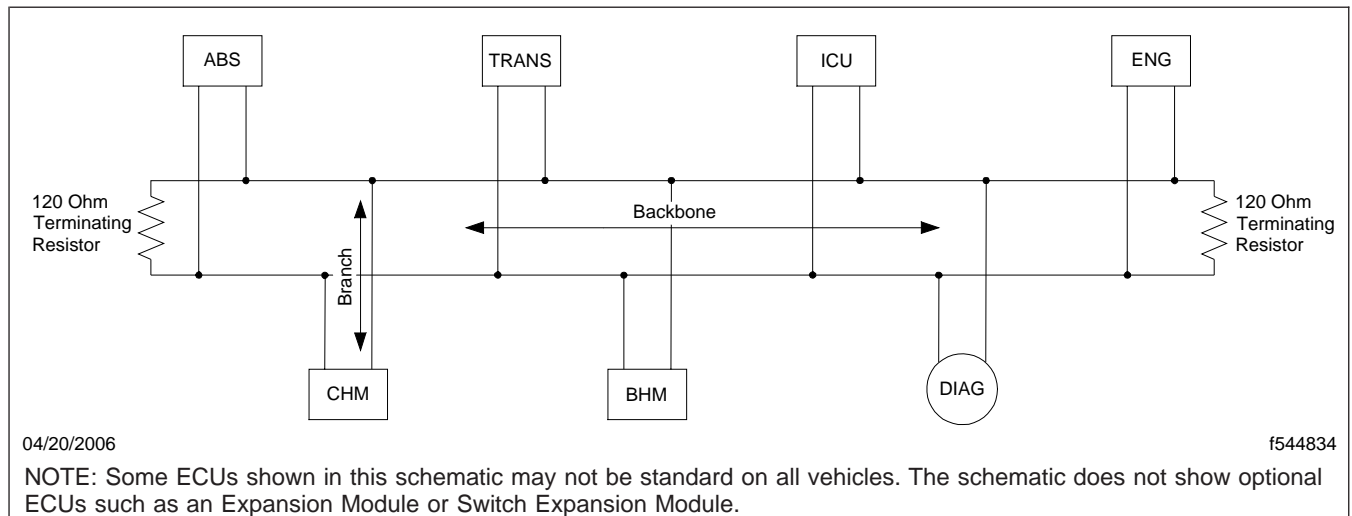 ABS
TRANS
ICU
ENG
120 Ohm
Terminating
Resistor
Branch
Backbone
120 Ohm
Terminating
Resistor
CHM
BHM
DIAG
04/20/2006
f544834
NOTE: Some ECUs shown in this schematic may not be standard on all vehicles. The schematic does not show optional
ECUs such as an Expansion Module or Switch Expansion Module.